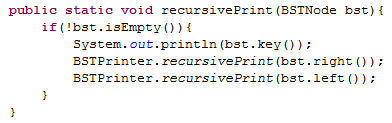 public static void recursivePrint(BSTNode bst){
    if(!bst.isEmpty()){
        System.out.println(bst.key());
        BSTPrinter.recursivePrint(bst.right());
        BSTPrinter.recursivePrint(bst.left());
    }
}